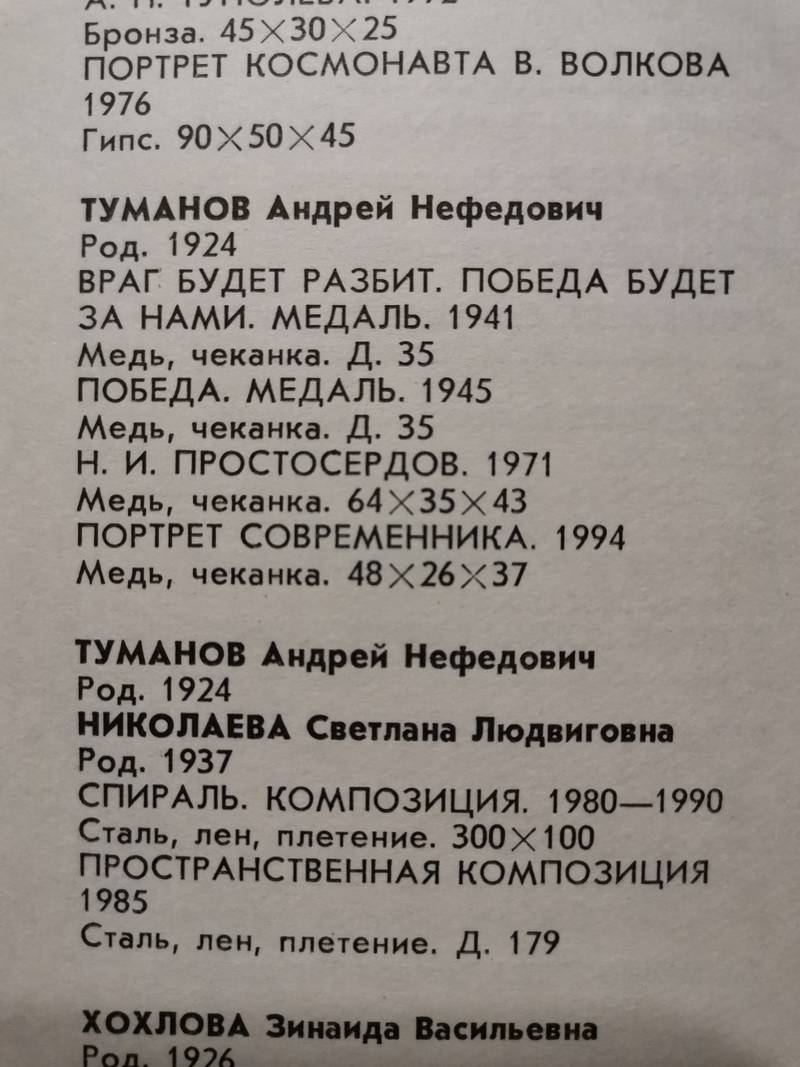 А. Н. ТУПОЛЕВА. 1972
Бронза. 45×30×25
ПОРТРЕТ КОСМОНАВТА В. ВОЛКОВА
1976
Гипс. 90×50×45
ТУМАНОВ Андрей Нефедович
Род. 1924
ВРАГ БУДЕТ РАЗБИТ. ПОБЕДА БУДЕТ
ЗА НАМИ. МЕДАЛЬ. 1941
Медь, чеканка. Д. 35
ПОБЕДА. МЕДАЛЬ. 1945
Медь, чеканка. Д. 35
Н. И. ПРОСТОСЕРДОВ. 1971
Медь, чеканка. 64×35×43
ПОРТРЕТ СОВРЕМЕННИКА. 1994
Медь, чеканка. 48×26×37
ТУМАНОВ Андрей Нефедович
Род. 1924
НИКОЛАЕВА Светлана Людвиговна
Род. 1937
СПИРАЛЬ. КОМПОЗИЦИЯ. 1980—1990
Сталь, лен, плетение. 300×100
ПРОСТРАНСТВЕННАЯ КОМПОЗИЦИЯ
1985
Сталь, лен, плетение. Д. 179
ХОХЛОВА Зинаида Васильевна
Род. 1926